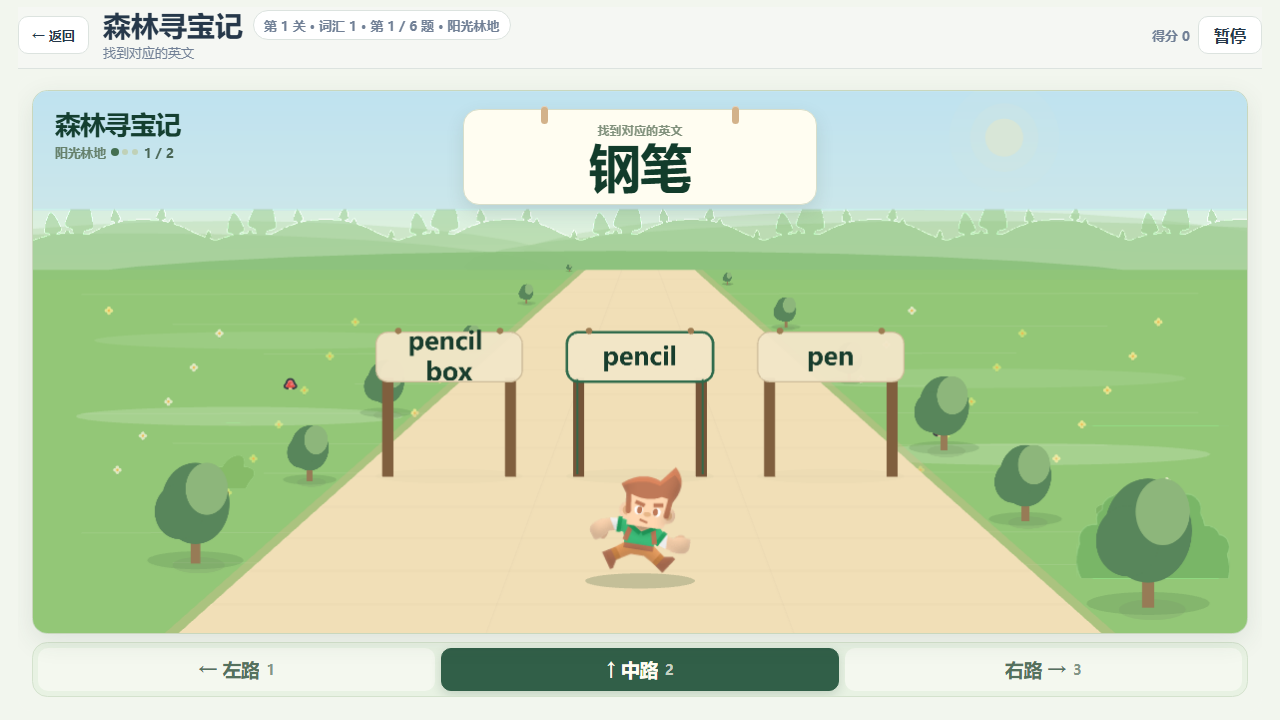 ← 返回
森林寻宝记
第 1 关 • 词汇 1 • 第 1 / 6 题 • 阳光林地
找到对应的英文
得分 0
暂停
森林寻宝记
阳光林地 1 / 2
找到对应的英文
钢笔
pencil
box
pencil
pen
← 左路 1
↑ 中路 2
右路 → 3